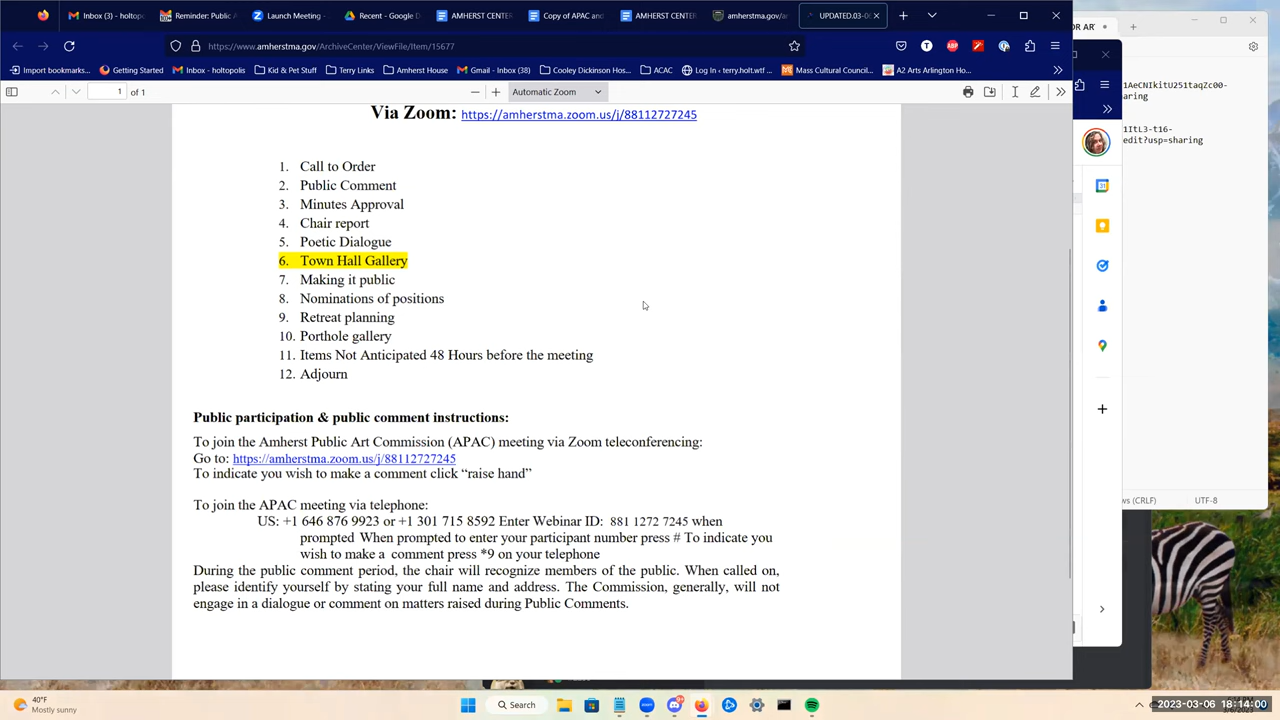 Inbox (3) - holtop
Reminder: Public A
Launch Meeting -
Recent - Google D
AMHERST CENTER
Copy of APAC and
AMHERST CENTER
amherstma.gov/ar
UPDATED.03-0
https://www.amherstma.gov/ArchiveCenter/ViewFile/Item/15677
Import bookmarks...
Getting Started
Inbox - holtopolis
Kid & Pet Stuff
Terry Links
Amherst House
Gmail - Inbox (38)
Cooley Dickinson Ho...
ACAC
Log In ‹ terry.holt.wtf ...
Mass Cultural Council...
A2 Arts Arlington Ho...
1 of 1
Automatic Zoom
Via Zoom: https://amherstma.zoom.us/j/88112727245
1. Call to Order
2. Public Comment
3. Minutes Approval
4. Chair report
5. Poetic Dialogue
6. Town Hall Gallery
7. Making it public
8. Nominations of positions
9. Retreat planning
10. Porthole gallery
11. Items Not Anticipated 48 Hours before the meeting
12. Adjourn
Public participation & public comment instructions:
To join the Amherst Public Art Commission (APAC) meeting via Zoom teleconferencing:
Go to: https://amherstma.zoom.us/j/88112727245
To indicate you wish to make a comment click “raise hand”
To join the APAC meeting via telephone:
US: +1 646 876 9923 or +1 301 715 8592 Enter Webinar ID: 881 1272 7245 when
prompted When prompted to enter your participant number press # To indicate you
wish to make a comment press *9 on your telephone
During the public comment period, the chair will recognize members of the public. When called on,
please identify yourself by stating your full name and address. The Commission, generally, will not
engage in a dialogue or comment on matters raised during Public Comments.
OR AR
1AeCNIkitU251taqZc00-
aring
1ItL3-t16-
edit?usp=sharing
ws (CRLF)
UTF-8
31
40°F
Mostly sunny
Search
2023-03-06 18:14:00